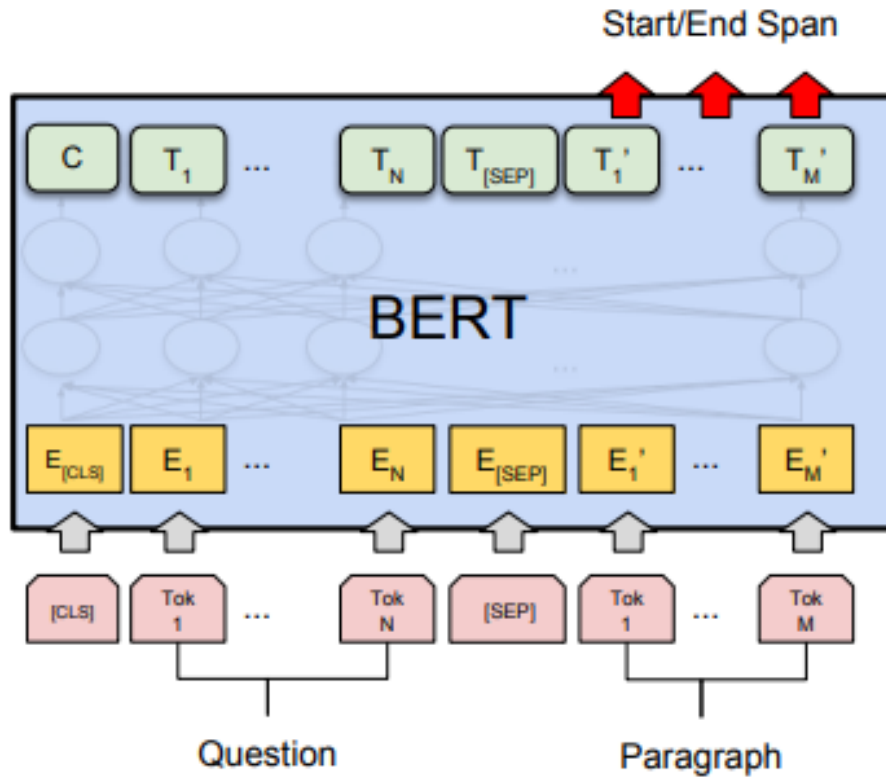 Start/End Span
C T1 ... TN T[SEP] T1’ ... TM’
...
BERT
...
E[CLS] E1 ... EN E[SEP] E1’ ... EM’
[CLS] Tok 1 ... Tok N [SEP] Tok 1 ... Tok M
Question Paragraph